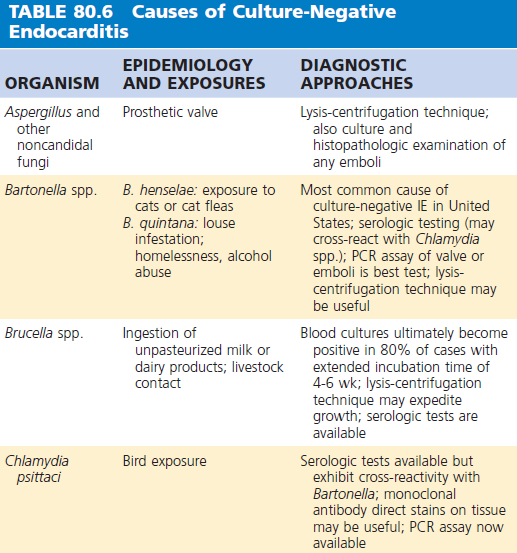 TABLE 80.6 Causes of Culture-Negative
Endocarditis
ORGANISM
EPIDEMIOLOGY
AND EXPOSURES
DIAGNOSTIC
APPROACHES
Aspergillus and
other
noncandidal
fungi
Prosthetic valve
Lysis-centrifugation technique;
also culture and
histopathologic examination of
any emboli
Bartonella spp.
B. henselae: exposure to
cats or cat fleas
B. quintana: louse
infestation;
homelessness, alcohol
abuse
Most common cause of
culture-negative IE in United
States; serologic testing (may
cross-react with Chlamydia
spp.); PCR assay of valve or
emboli is best test; lysis-
centrifugation technique may
be useful
Brucella spp.
Ingestion of
unpasteurized milk or
dairy products; livestock
contact
Blood cultures ultimately become
positive in 80% of cases with
extended incubation time of
4-6 wk; lysis-centrifugation
technique may expedite
growth; serologic tests are
available
Chlamydia
psittaci
Bird exposure
Serologic tests available but
exhibit cross-reactivity with
Bartonella; monoclonal
antibody direct stains on tissue
may be useful; PCR assay now
available